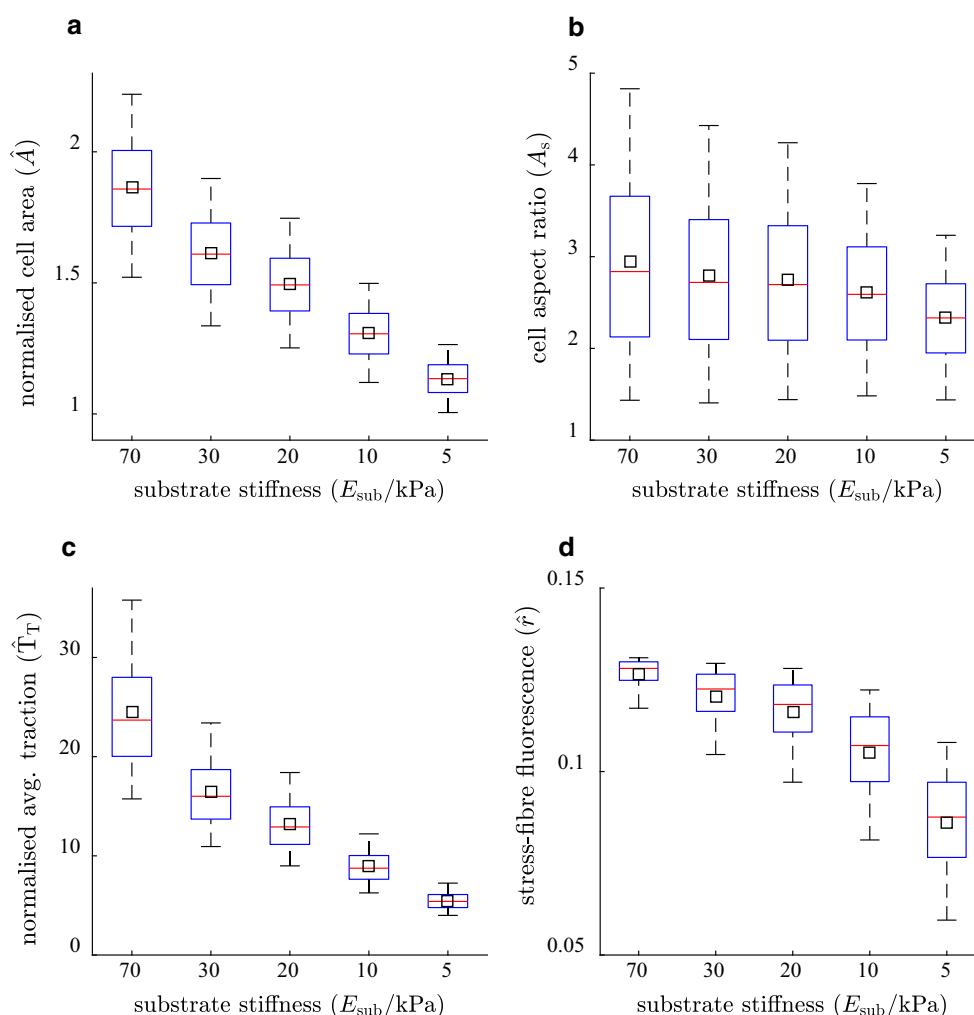 a
normalised cell area (Â)
2
1.5
1
70 30 20 10 5
substrate stiffness (E_sub/kPa)
b
cell aspect ratio (A_s)
5
4
3
2
1
70 30 20 10 5
substrate stiffness (E_sub/kPa)
c
normalised avg. traction (T̂_T)
30
20
10
0
70 30 20 10 5
substrate stiffness (E_sub/kPa)
d
stress-fibre fluorescence (r̂)
0.15
0.1
0.05
70 30 20 10 5
substrate stiffness (E_sub/kPa)